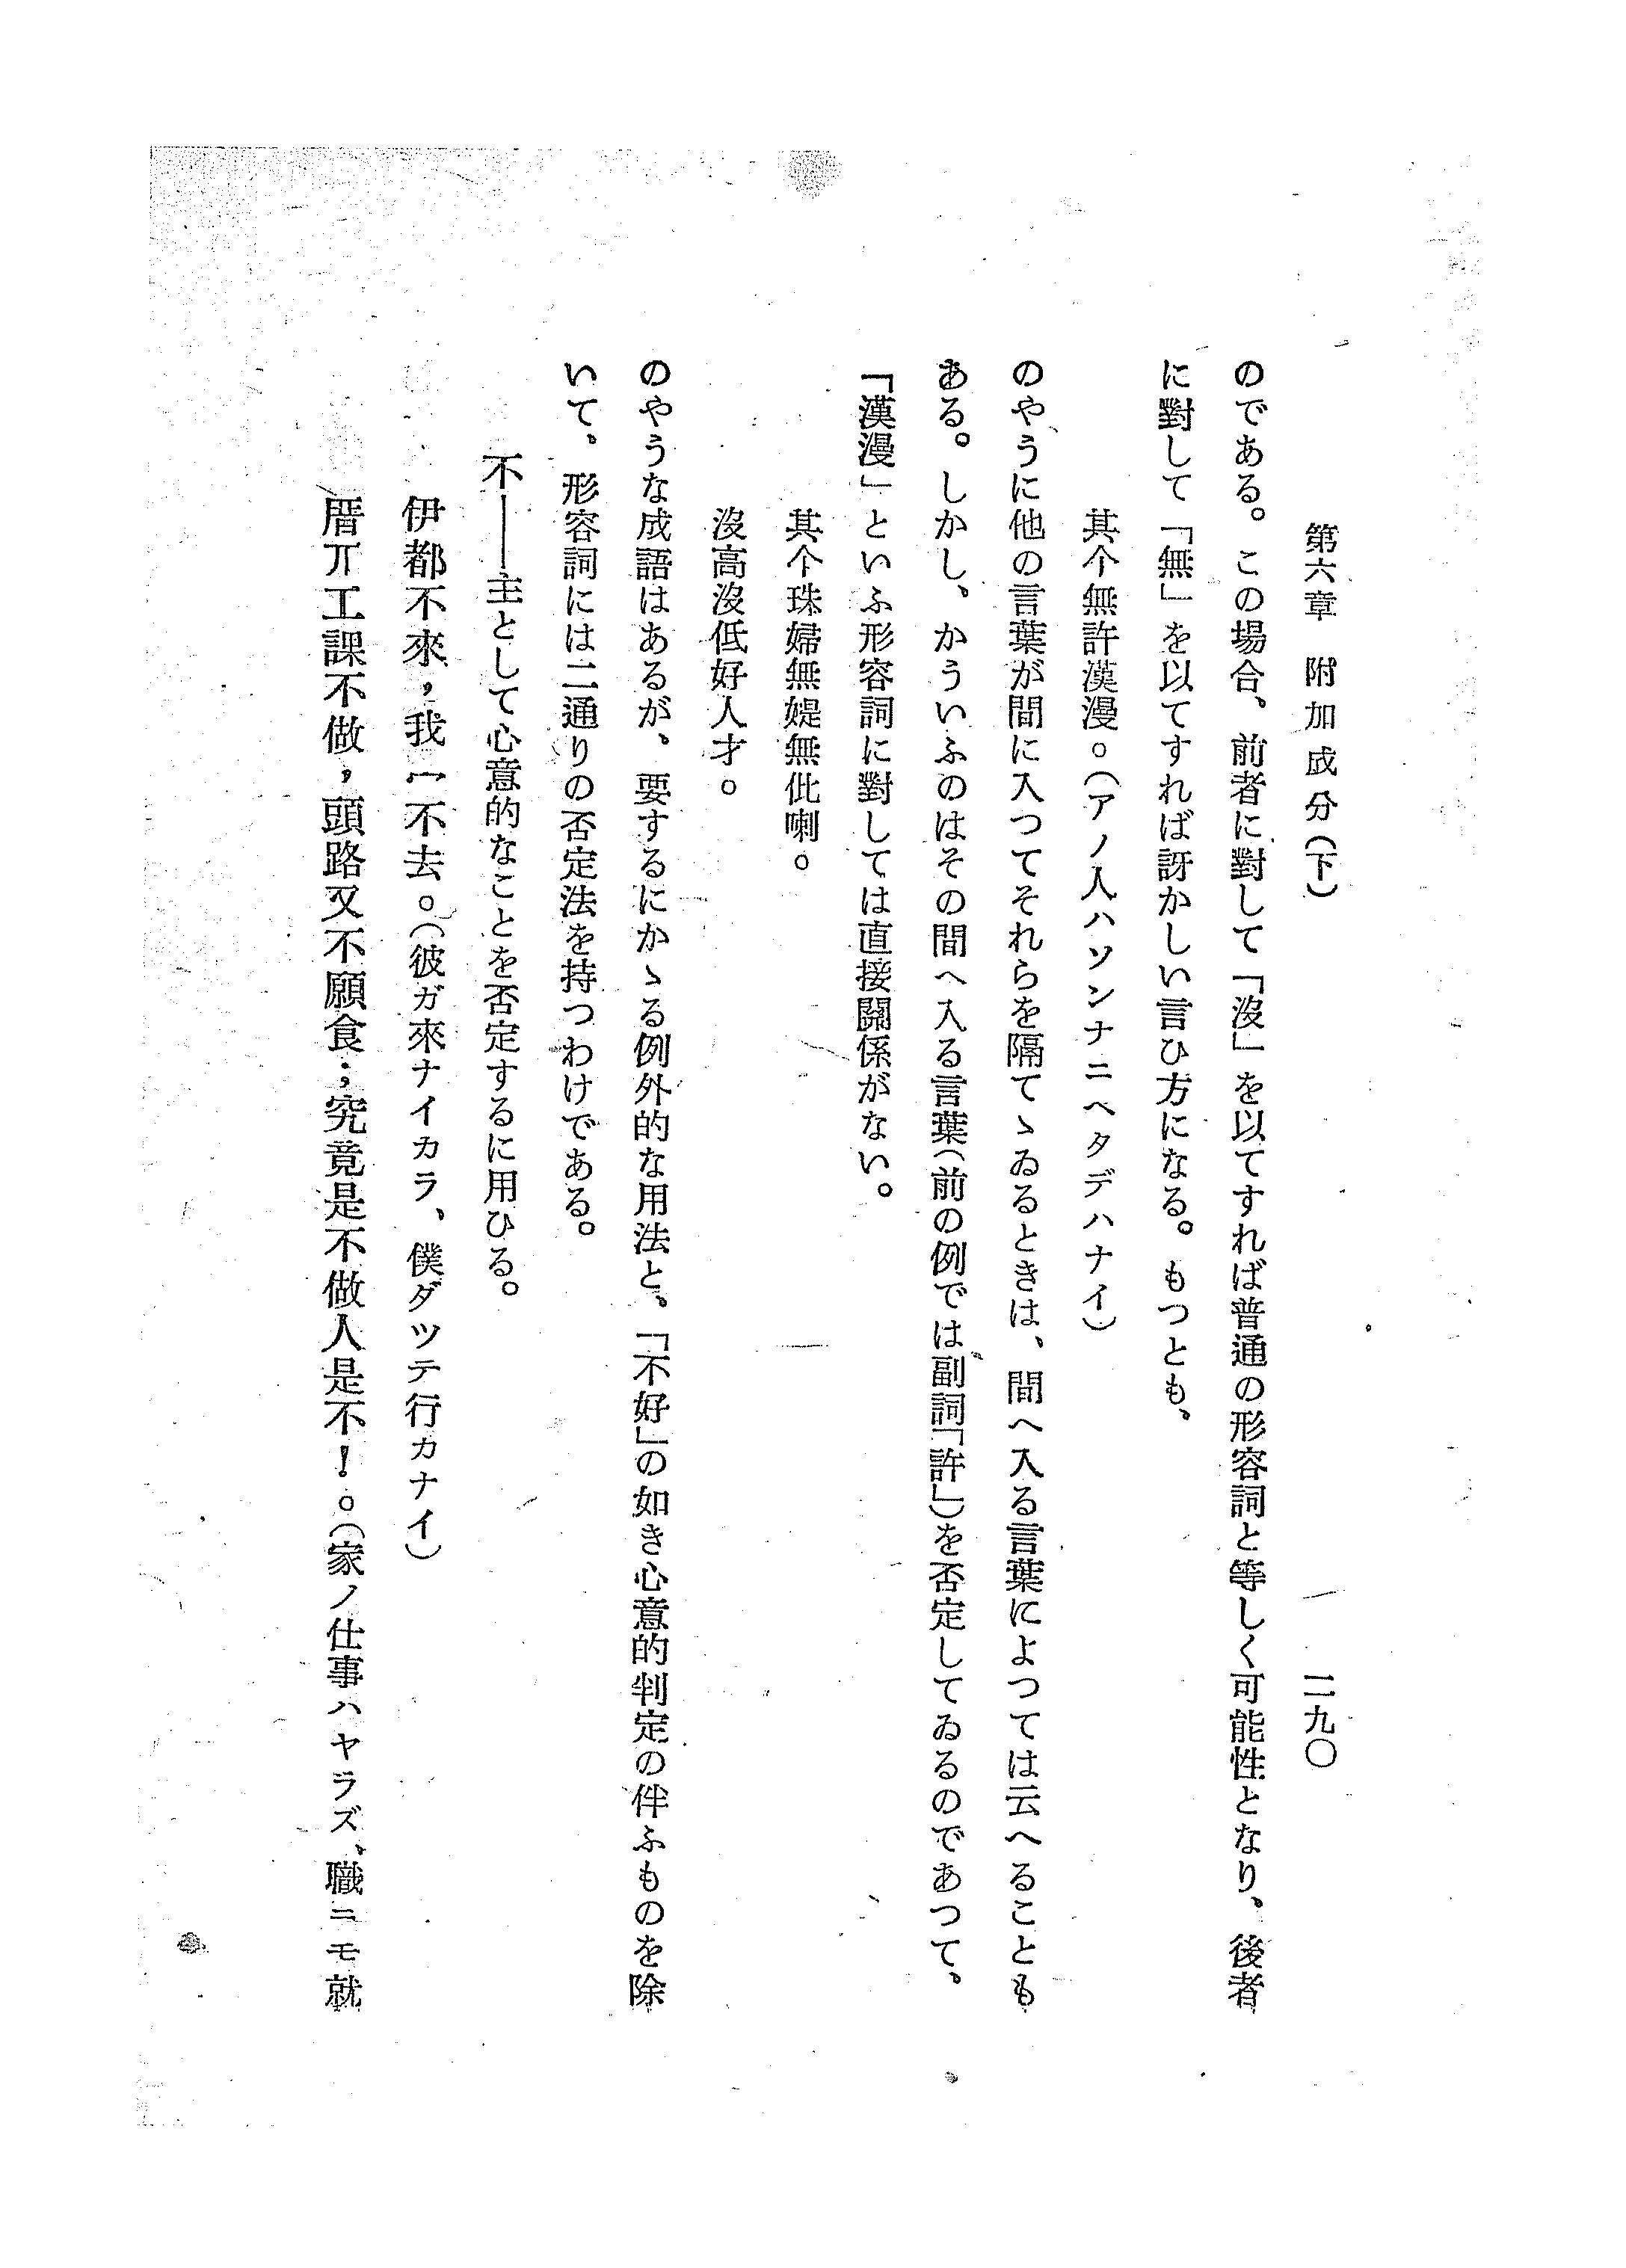 第六章　附加成分（下）　二九〇
のである。この場合、前者に對して「沒」を以てすれば普通の形容詞と等しく可能性となり、後者
に對して「無」を以てすれば訝かしい言ひ方になる。もつとも、
其个無許漢漫。（アノ人ハソンナニヘタデハナイ）
のやうに他の言葉が間に入つてそれらを隔てゝゐるときは、間へ入る言葉によつては云へることも
ある。しかし、かういふのはその間へ入る言葉（前の例では副詞「許」）を否定してゐるのであつて、
「漢漫」といふ形容詞に對しては直接關係がない。
其个珠婦無媞無仳喇。
沒高沒低好人才。
のやうな成語はあるが、要するにかゝる例外的な用法と、「不好」の如き心意的判定の伴ふものを除
いて、形容詞には二通りの否定法を持つわけである。
不――主として心意的なことを否定するに用ひる。
伊都不來，我宀不去。（彼ガ來ナイカラ、僕ダツテ行カナイ）
厝丌工課不做，頭路又不願食；究竟是不做人是不！。（家ノ仕事ハヤラズ、職ニモ就